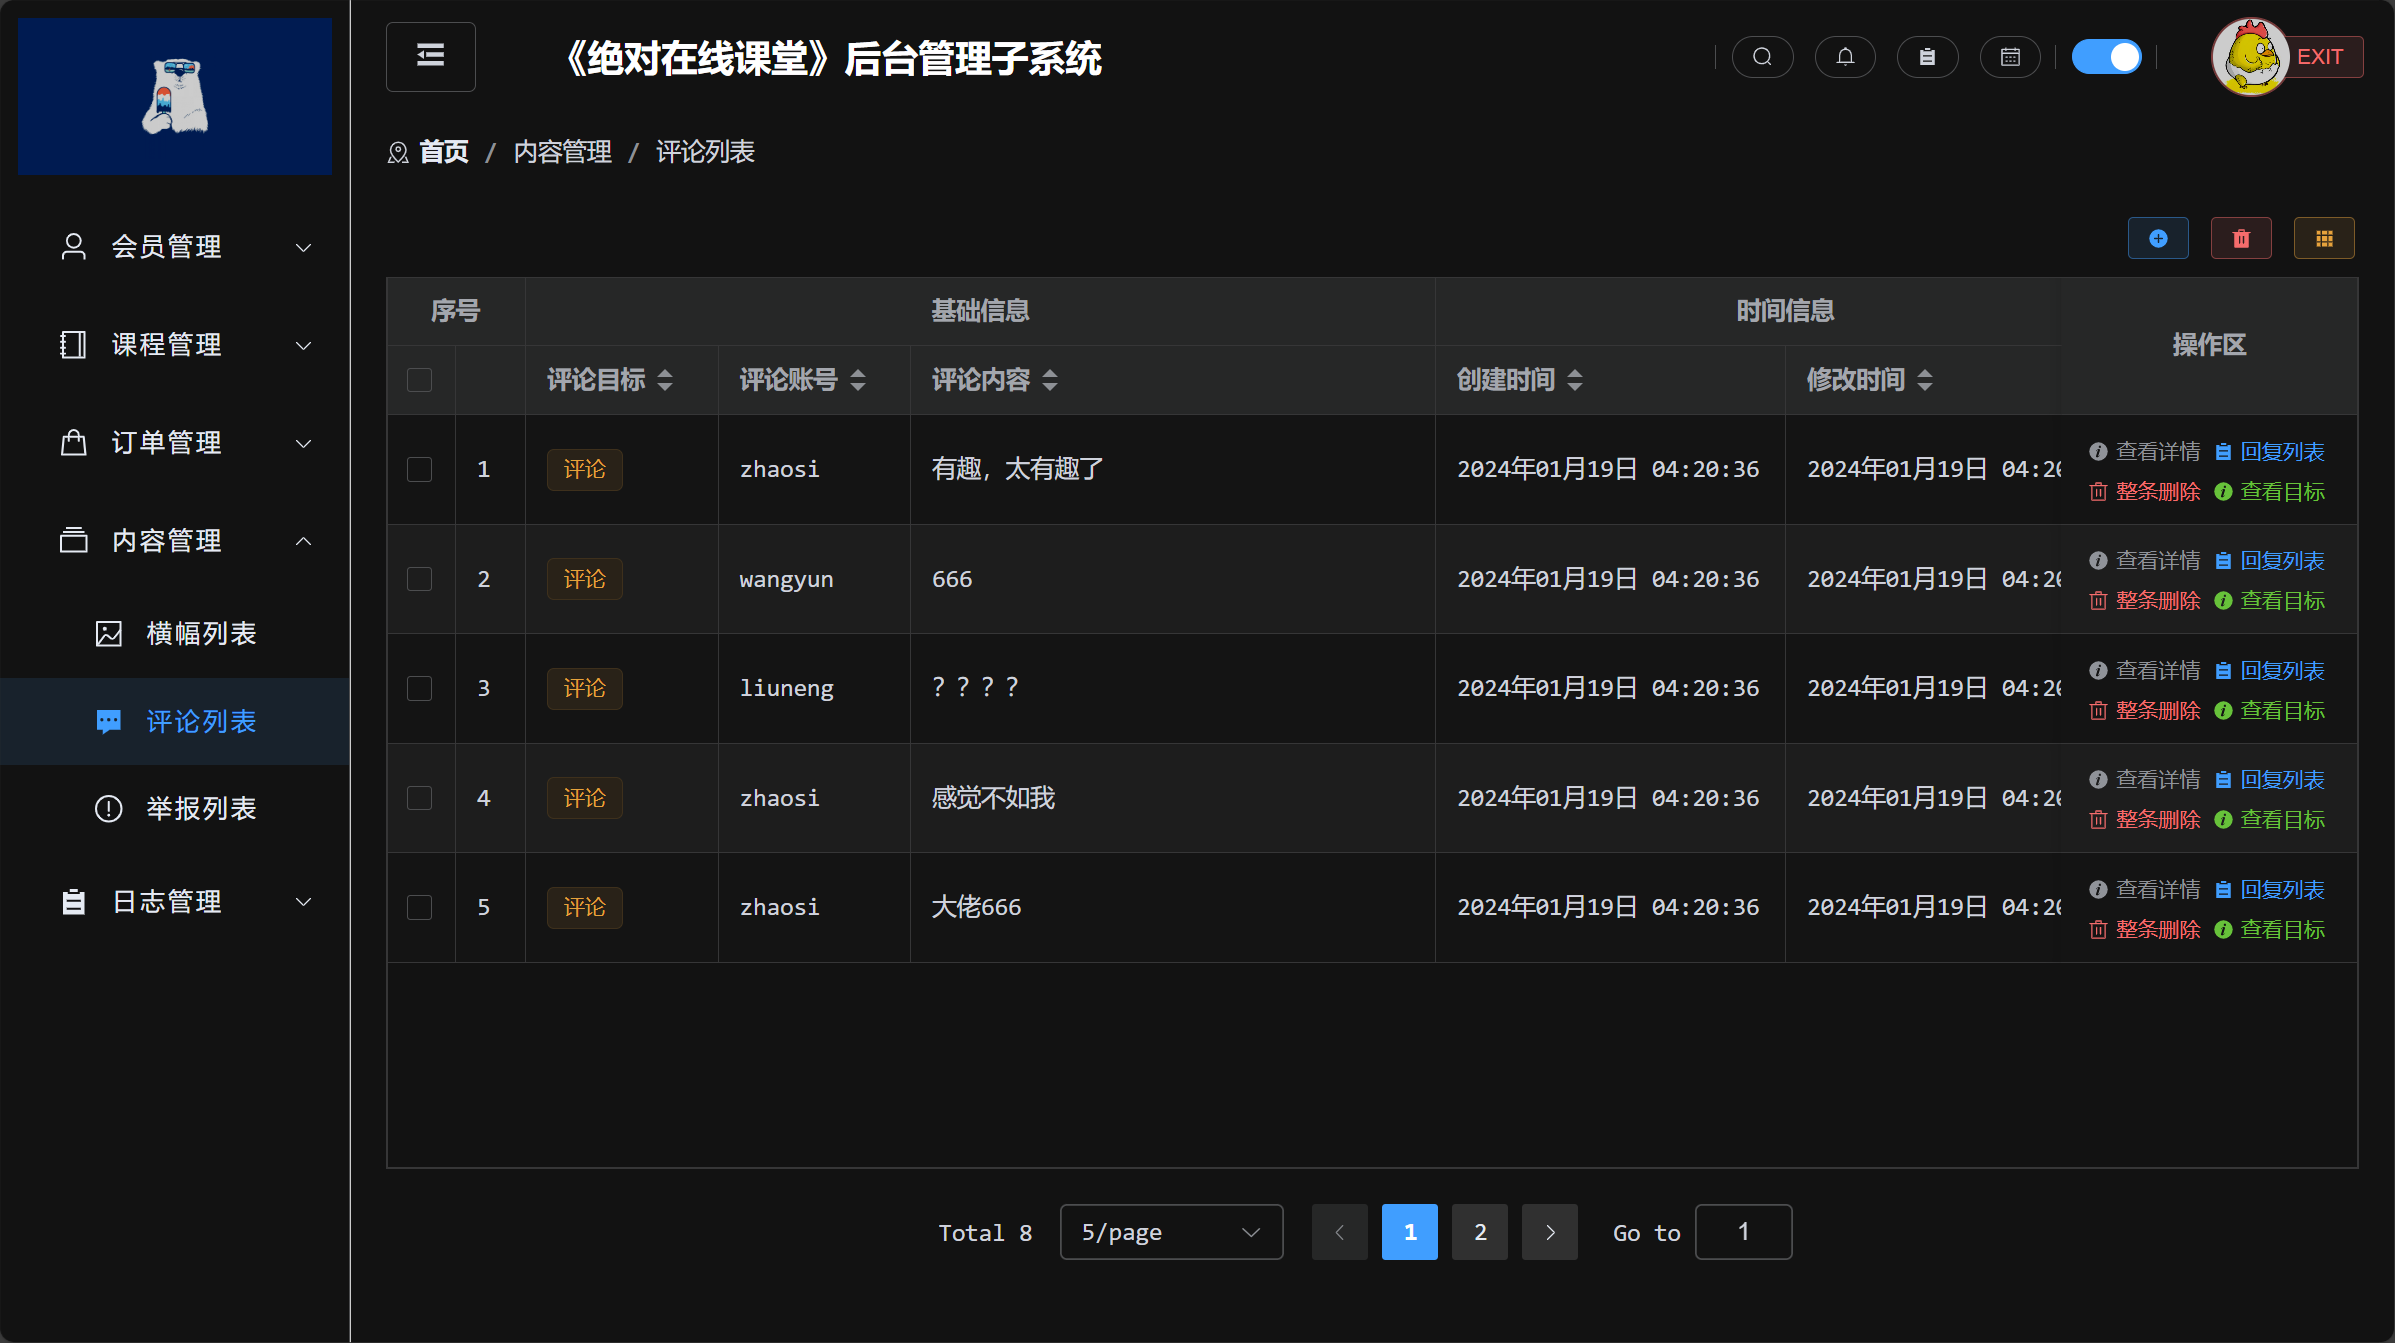 《绝对在线课堂》后台管理子系统
EXIT
首页 / 内容管理 / 评论列表
会员管理
课程管理
订单管理
内容管理
横幅列表
评论列表
举报列表
日志管理
序号 基础信息 时间信息 操作区
评论目标 评论账号 评论内容 创建时间 修改时间
1 评论 zhaosi 有趣，太有趣了 2024年01月19日 04:20:36 2024年01月19日 04:20 查看详情 回复列表
整条删除 查看目标
2 评论 wangyun 666 2024年01月19日 04:20:36 2024年01月19日 04:20 查看详情 回复列表
整条删除 查看目标
3 评论 liuneng ？？？？ 2024年01月19日 04:20:36 2024年01月19日 04:20 查看详情 回复列表
整条删除 查看目标
4 评论 zhaosi 感觉不如我 2024年01月19日 04:20:36 2024年01月19日 04:20 查看详情 回复列表
整条删除 查看目标
5 评论 zhaosi 大佬666 2024年01月19日 04:20:36 2024年01月19日 04:20 查看详情 回复列表
整条删除 查看目标
Total 8 5/page 1 2 Go to 1